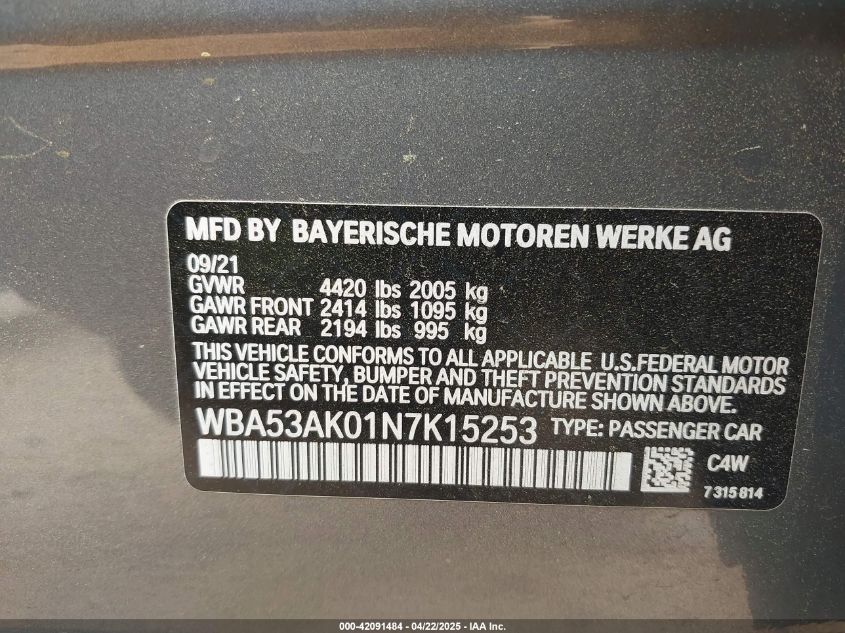 MFD BY BAYERISCHE MOTOREN WERKE AG
09/21
GVWR 4420 lbs 2005 kg
GAWR FRONT 2414 lbs 1095 kg
GAWR REAR 2194 lbs 995 kg
THIS VEHICLE CONFORMS TO ALL APPLICABLE U.S.FEDERAL MOTOR
VEHICLE SAFETY, BUMPER AND THEFT PREVENTION STANDARDS
IN EFFECT ON THE DATE OF MANUFACTURE SHOWN ABOVE.
WBA53AK01N7K15253 TYPE: PASSENGER CAR
C4W
7 315 814
000-42091484 - 04/22/2025 - IAA Inc.